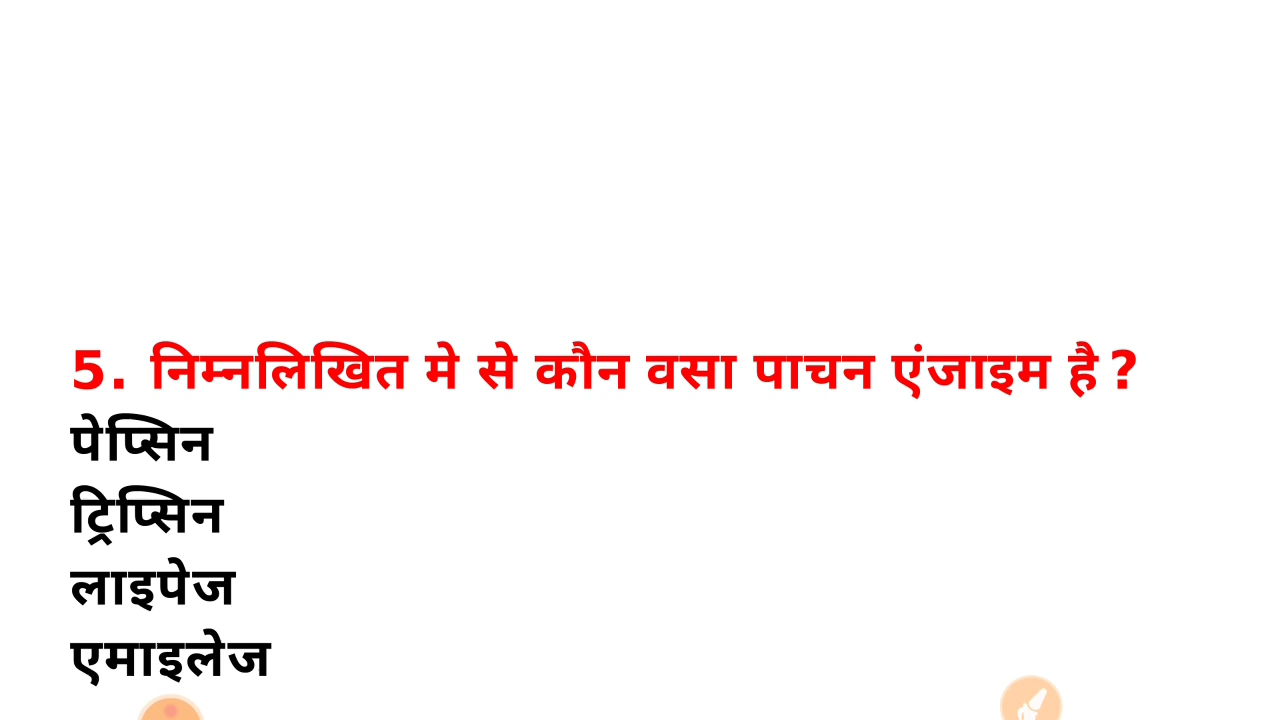 5. निम्नलिखित मे से कौन वसा पाचन एंजाइम है ?
पेप्सिन
ट्रिप्सिन
लाइपेज
एमाइलेज